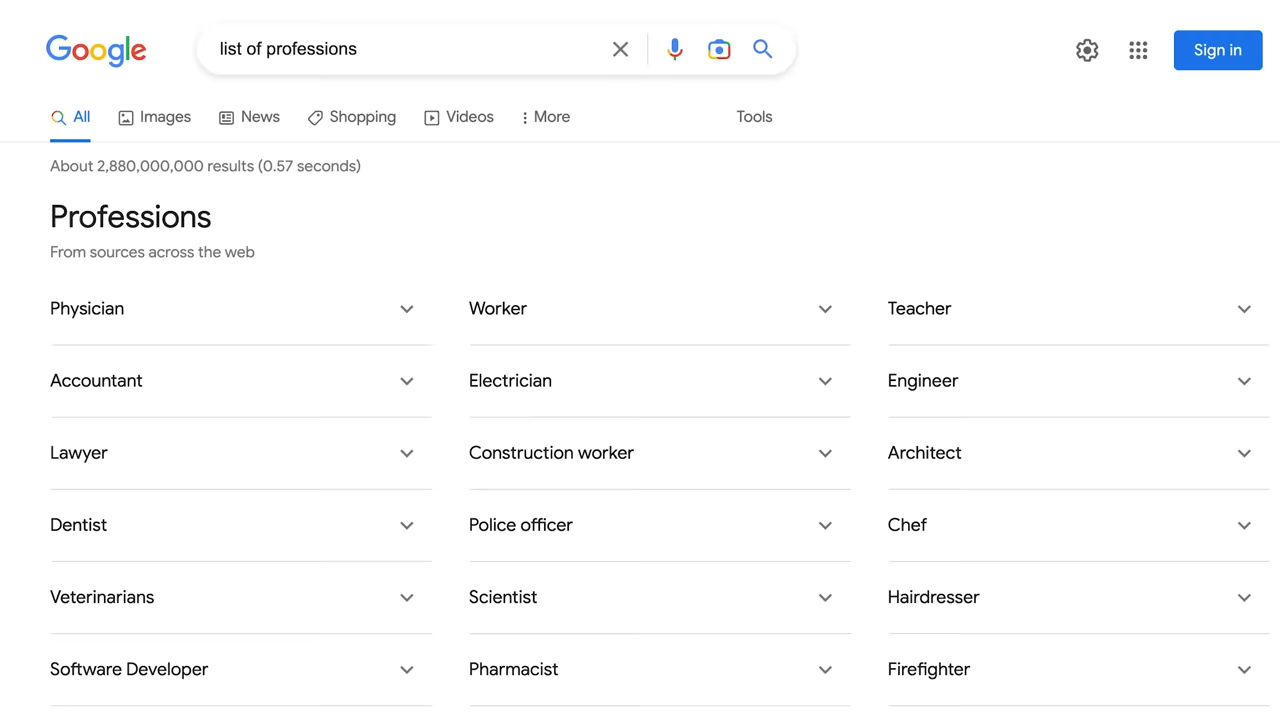 Google
list of professions
Sign in
All Images News Shopping Videos More Tools
About 2,880,000,000 results (0.57 seconds)
Professions
From sources across the web
Physician Worker Teacher
Accountant Electrician Engineer
Lawyer Construction worker Architect
Dentist Police officer Chef
Veterinarians Scientist Hairdresser
Software Developer Pharmacist Firefighter